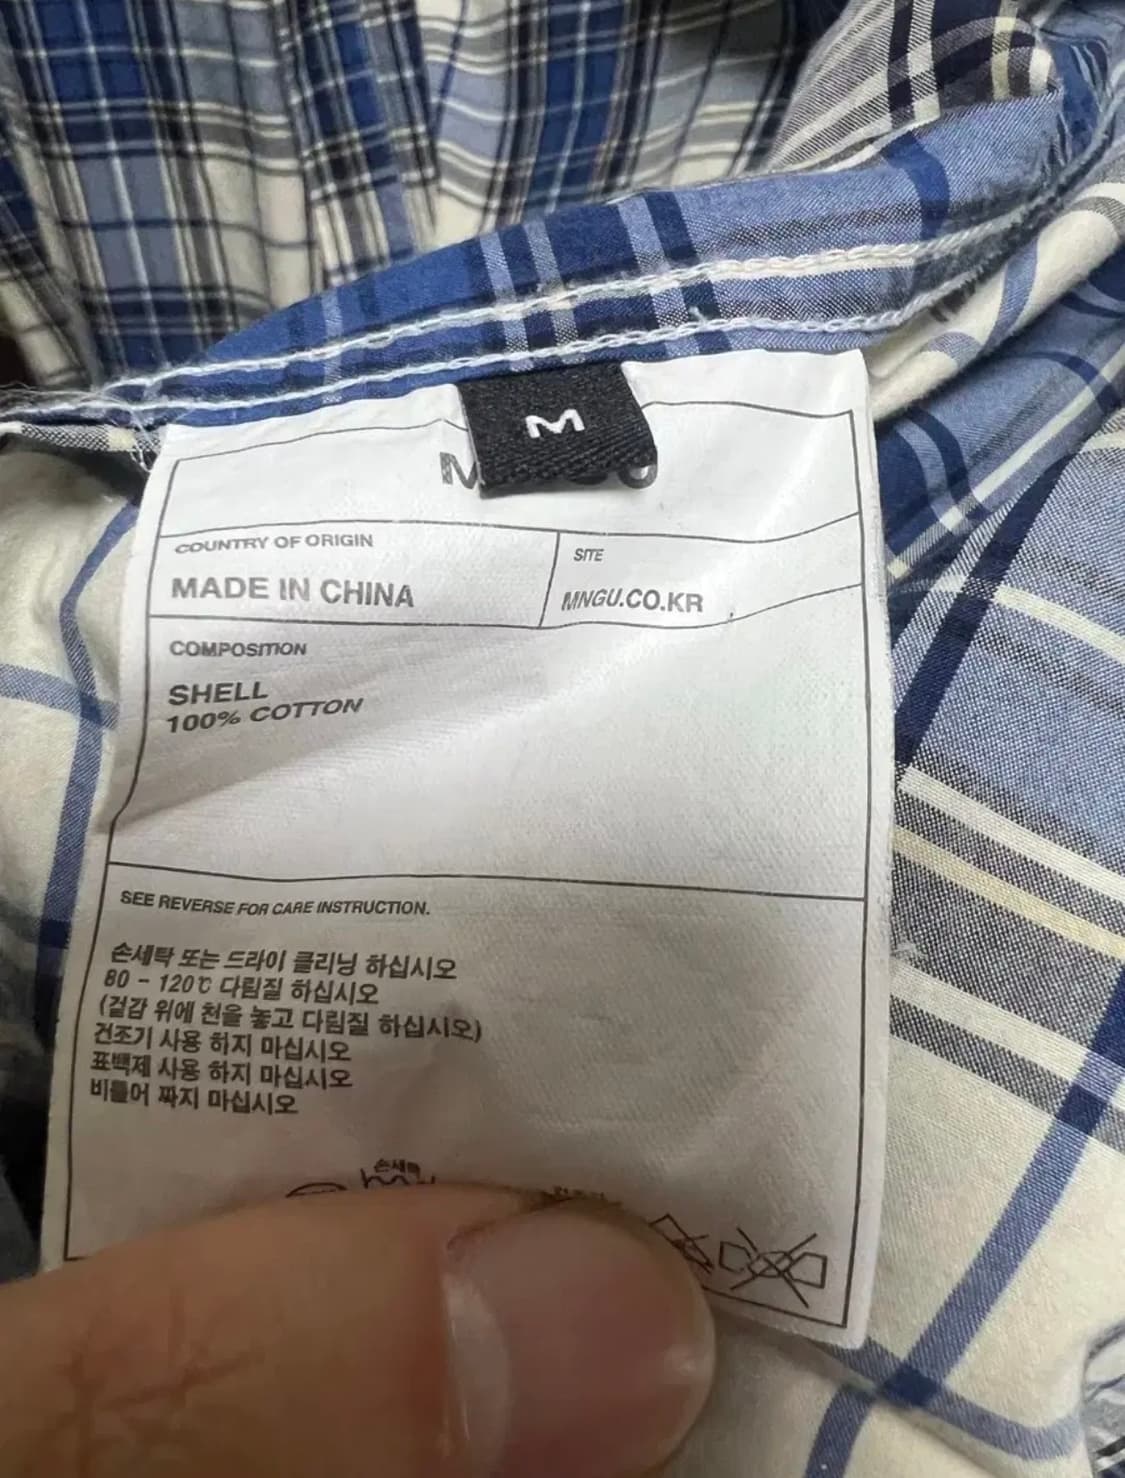 M
COUNTRY OF ORIGIN
MADE IN CHINA
SITE
MNGU.CO.KR
COMPOSITION
SHELL
100% COTTON
SEE REVERSE FOR CARE INSTRUCTION.
손세탁 또는 드라이 클리닝 하십시오
80 - 120℃ 다림질 하십시오
(겉감 위에 천을 놓고 다림질 하십시오)
건조기 사용 하지 마십시오
표백제 사용 하지 마십시오
비틀어 짜지 마십시오
손세탁